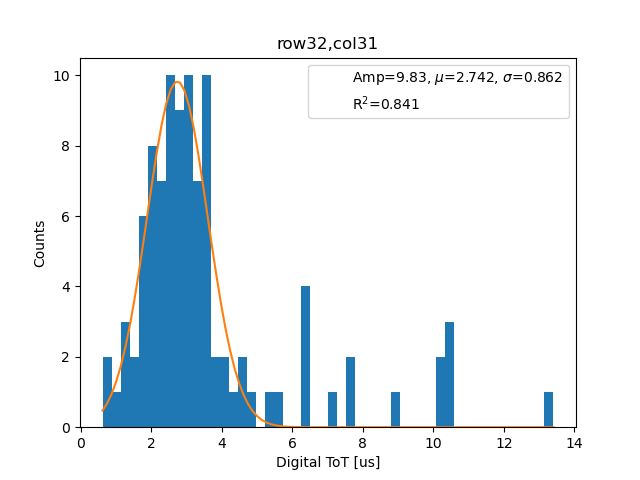 row32,col31
Amp=9.83, μ=2.742, σ=0.862
R²=0.841
10
8
6
4
2
0
Counts
0 2 4 6 8 10 12 14
Digital ToT [us]